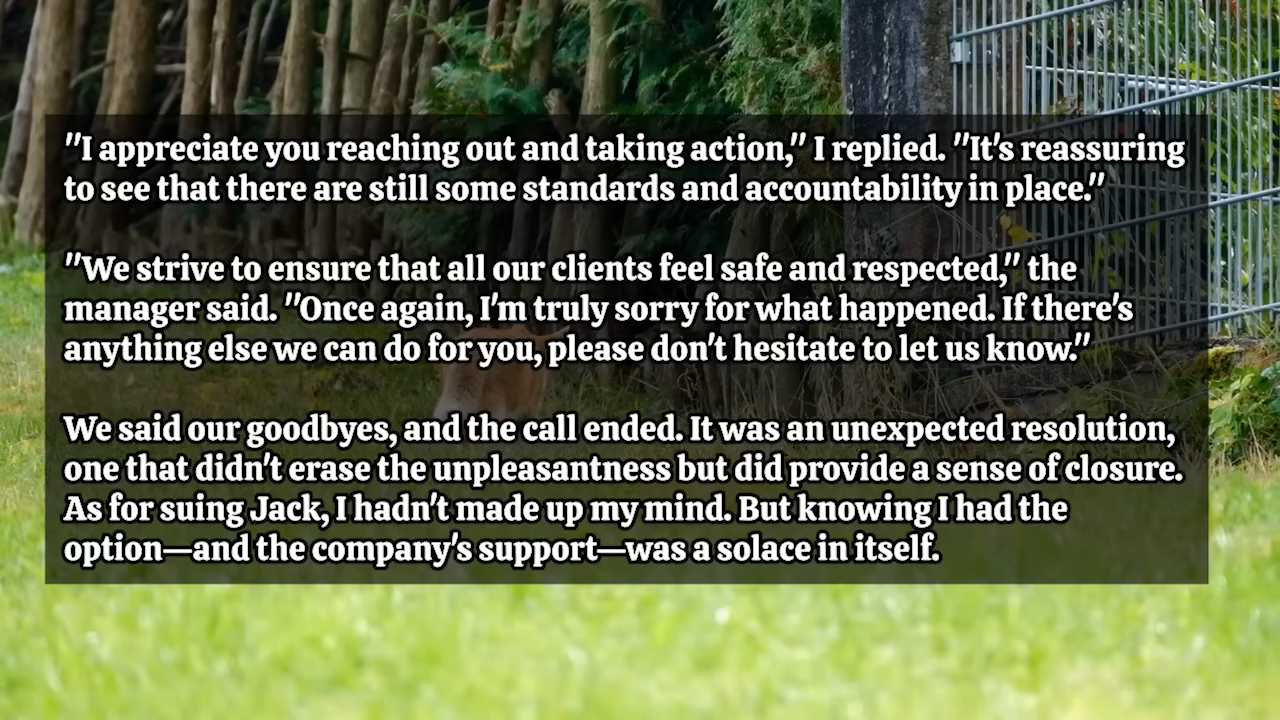 "I appreciate you reaching out and taking action," I replied. "It's reassuring
to see that there are still some standards and accountability in place."
"We strive to ensure that all our clients feel safe and respected," the
manager said. "Once again, I'm truly sorry for what happened. If there's
anything else we can do for you, please don't hesitate to let us know."
We said our goodbyes, and the call ended. It was an unexpected resolution,
one that didn't erase the unpleasantness but did provide a sense of closure.
As for suing Jack, I hadn't made up my mind. But knowing I had the
option—and the company's support—was a solace in itself.